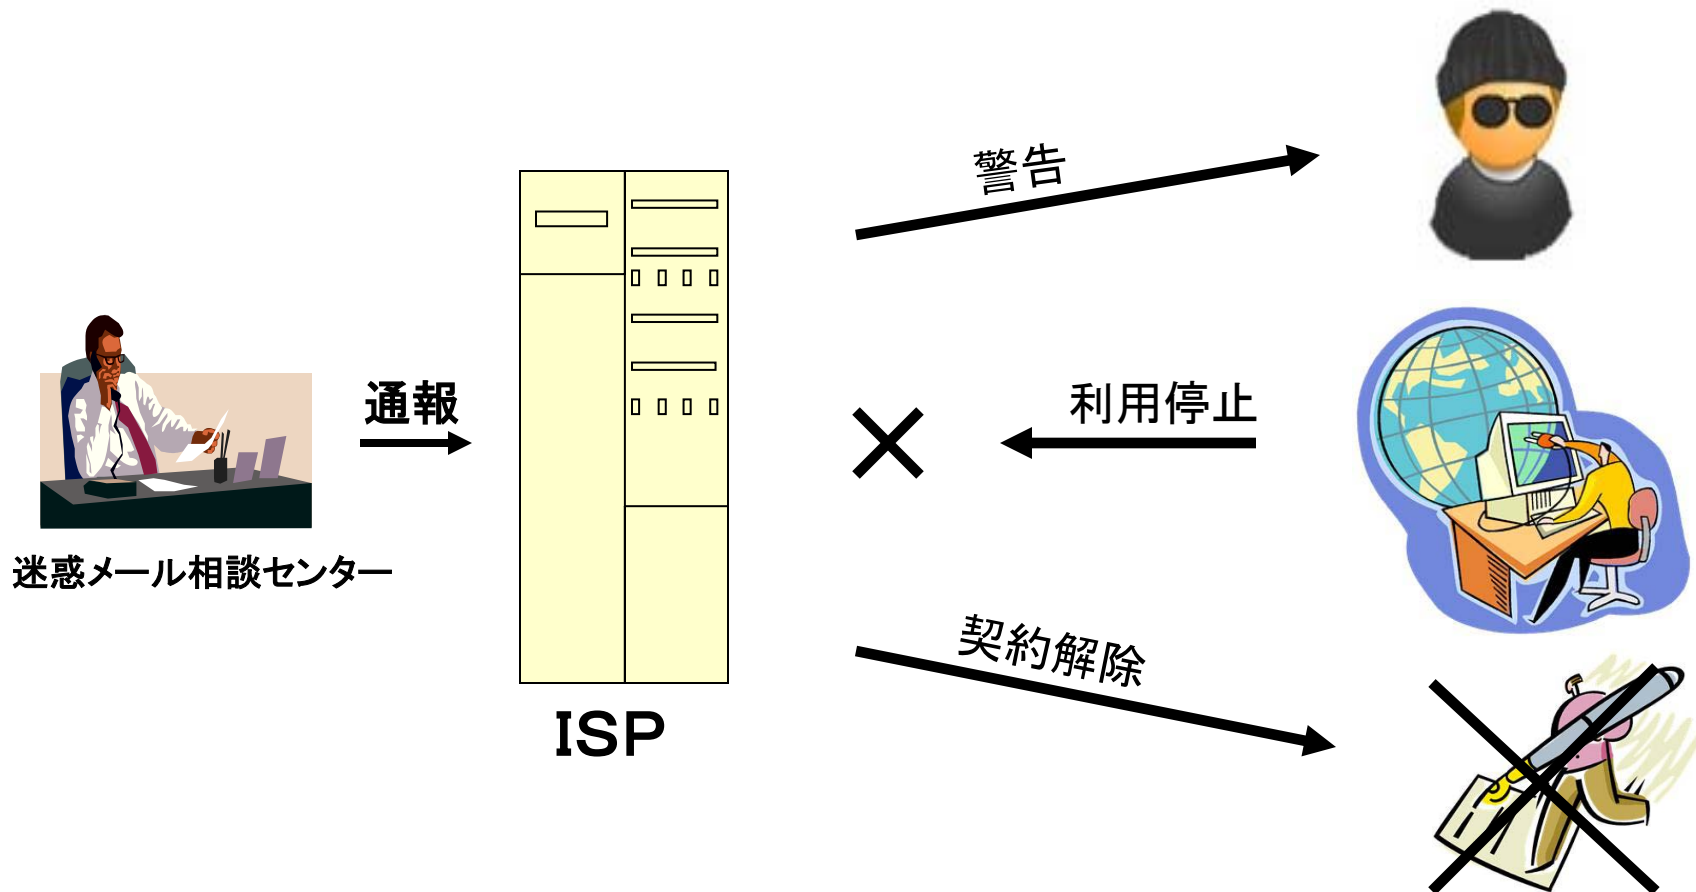 警告
通報
利用停止
迷惑メール相談センター
契約解除
ISP